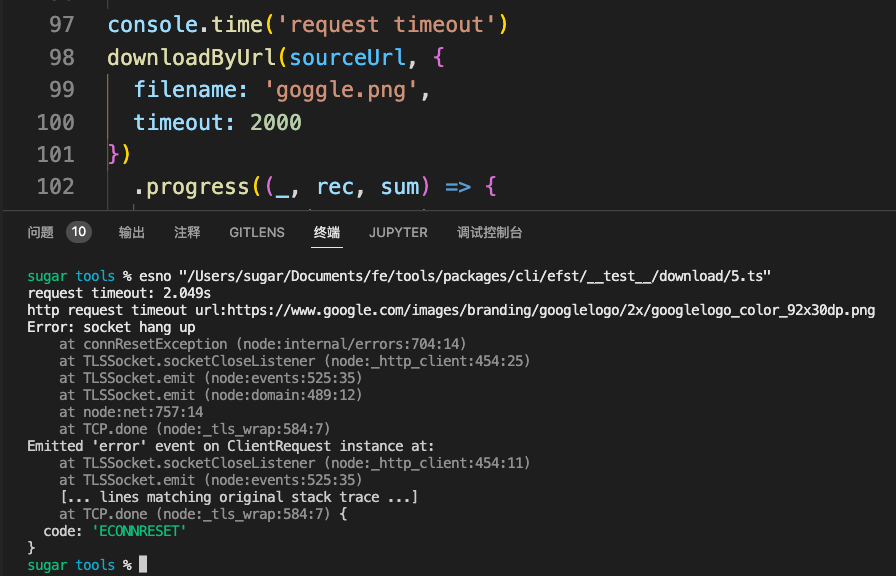 97 console.time('request timeout')
98 downloadByUrl(sourceUrl, {
99 filename: 'goggle.png',
100 timeout: 2000
101 })
102 .progress((_, rec, sum) => {
问题 10 输出 注释 GITLENS 终端 JUPYTER 调试控制台
sugar tools % esno "/Users/sugar/Documents/fe/tools/packages/cli/efst/__test__/download/5.ts"
request timeout: 2.049s
http request timeout url:https://www.google.com/images/branding/googlelogo/2x/googlelogo_color_92x30dp.png
Error: socket hang up
at connResetException (node:internal/errors:704:14)
at TLSSocket.socketCloseListener (node:_http_client:454:25)
at TLSSocket.emit (node:events:525:35)
at TLSSocket.emit (node:domain:489:12)
at node:net:757:14
at TCP.done (node:_tls_wrap:584:7)
Emitted 'error' event on ClientRequest instance at:
at TLSSocket.socketCloseListener (node:_http_client:454:11)
at TLSSocket.emit (node:events:525:35)
[... lines matching original stack trace ...]
at TCP.done (node:_tls_wrap:584:7) {
code: 'ECONNRESET'
}
sugar tools %